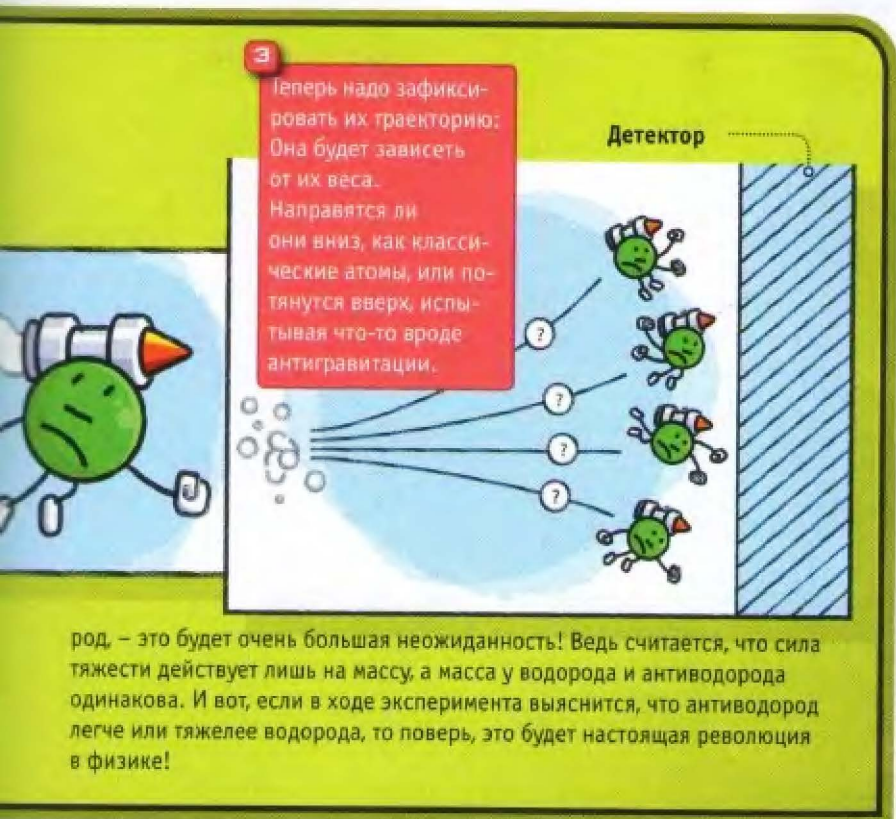 3
Теперь надо зафикси-
ровать их траекторию:
Она будет зависеть
от их веса.
Направятся ли
они вниз, как класси-
ческие атомы, или по-
тянутся вверх, испы-
тывая что-то вроде
антигравитации.
Детектор
?
?
?
?
род, – это будет очень большая неожиданность! Ведь считается, что сила
тяжести действует лишь на массу, а масса у водорода и антиводорода
одинакова. И вот, если в ходе эксперимента выяснится, что антиводород
легче или тяжелее водорода, то поверь, это будет настоящая революция
в физике!